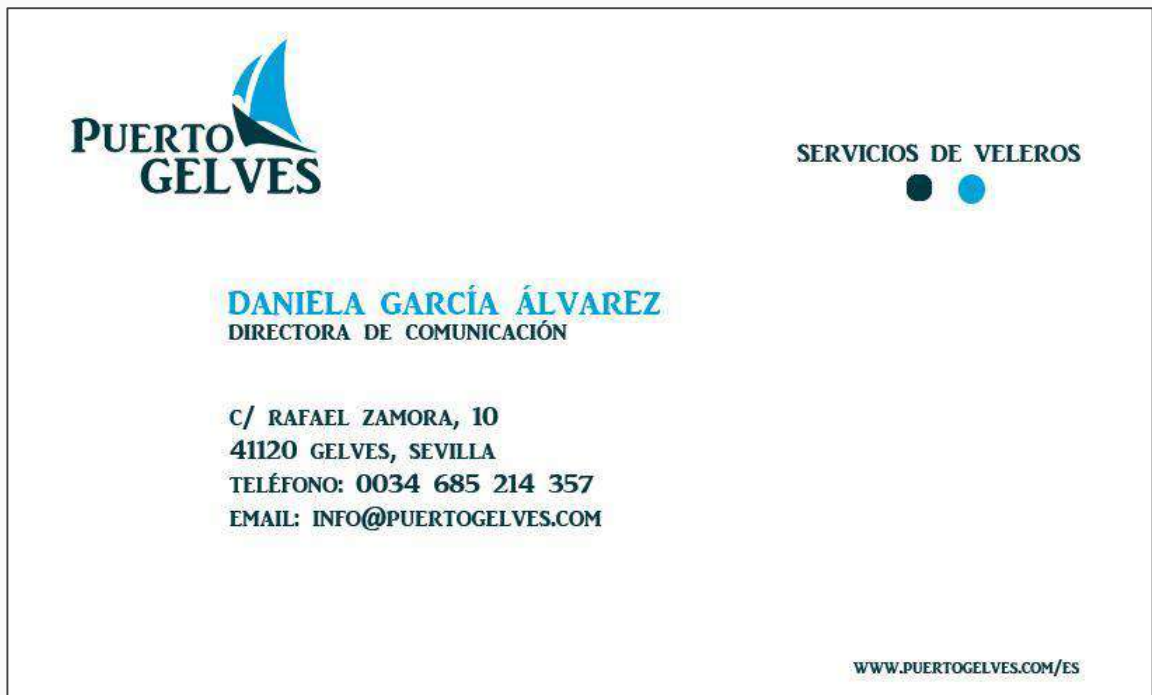 PUERTO
GELVES
SERVICIOS DE VELEROS
DANIELA GARCÍA ÁLVAREZ
DIRECTORA DE COMUNICACIÓN
C/ RAFAEL ZAMORA, 10
41120 GELVES, SEVILLA
TELÉFONO: 0034 685 214 357
EMAIL: INFO@PUERTOGELVES.COM
WWW.PUERTOGELVES.COM/ES